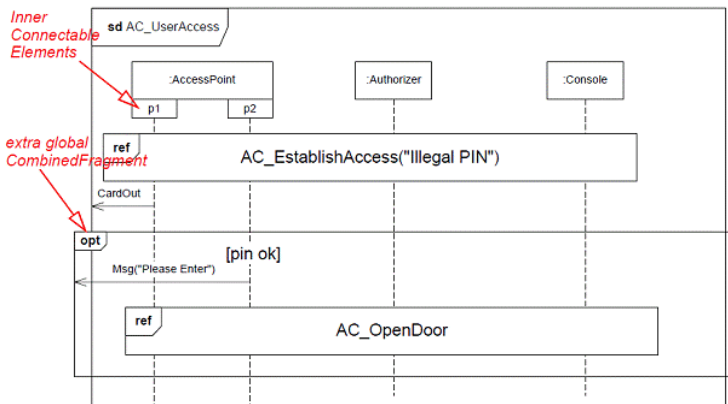 Inner
Connectable
Elements
sd AC_UserAccess
:AccessPoint
:Authorizer
:Console
p1
p2
extra global
CombinedFragment
ref
AC_EstablishAccess("Illegal PIN")
CardOut
opt
[pin ok]
Msg("Please Enter")
ref
AC_OpenDoor